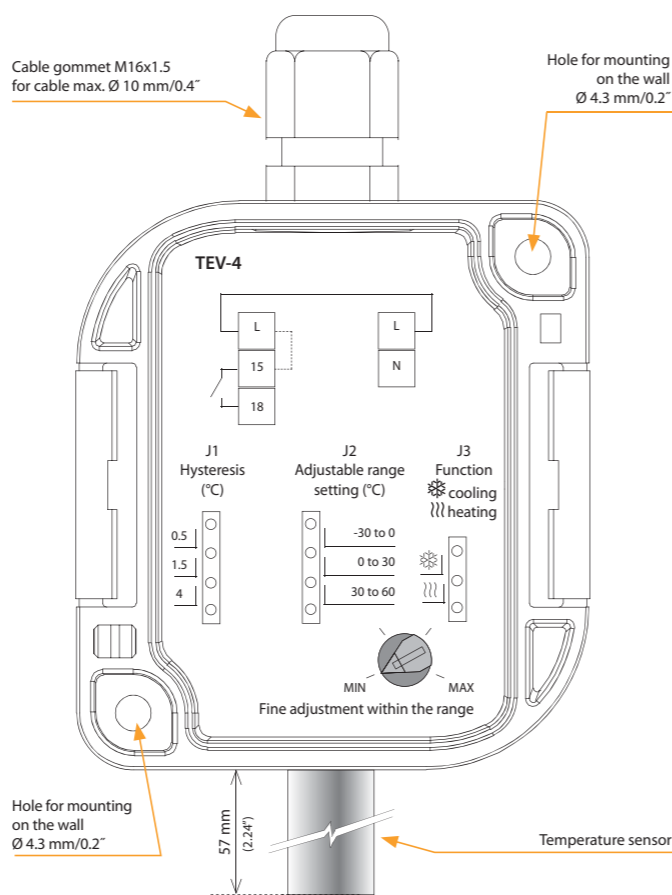 Cable gommet M16x1.5
for cable max. Ø 10 mm/0.4˝
Hole for mounting
on the wall
Ø 4.3 mm/0.2˝
TEV-4
L
15
18
L
N
J1
Hysteresis
(°C)
0.5
1.5
4
J2
Adjustable range
setting (°C)
-30 to 0
0 to 30
30 to 60
J3
Function
cooling
heating
MIN
MAX
Fine adjustment within the range
Hole for mounting
on the wall
Ø 4.3 mm/0.2˝
57 mm
(2.24")
Temperature sensor